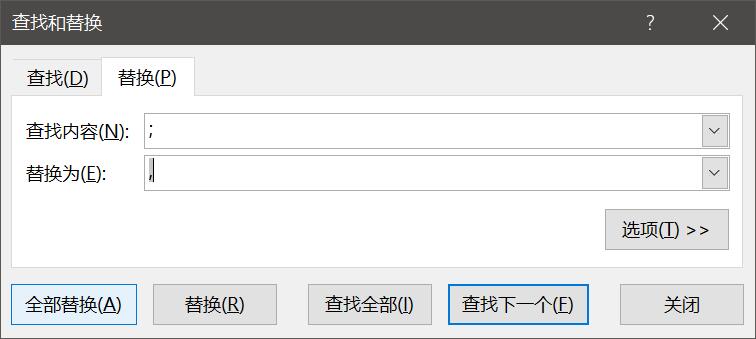 查找和替换 ?
查找(D) 替换(P)
查找内容(N): ;
替换为(E): ,
选项(T) >>
全部替换(A) 替换(R) 查找全部(I) 查找下一个(F) 关闭